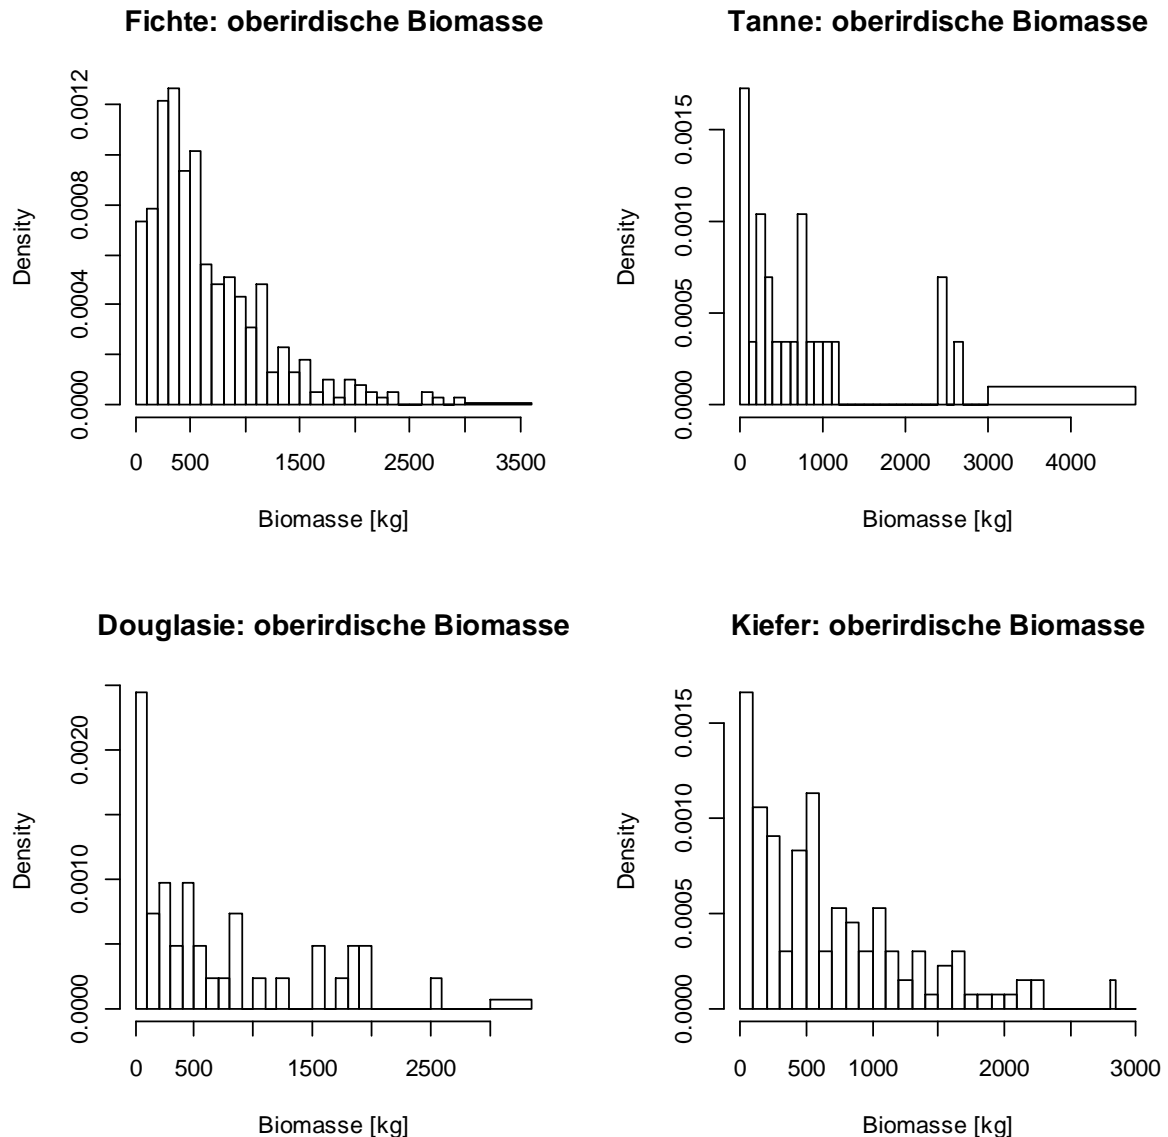 Fichte: oberirdische Biomasse
Density
0.0000 0.0004 0.0008 0.0012
0 500 1500 2500 3500
Biomasse [kg]
Tanne: oberirdische Biomasse
Density
0.0000 0.0005 0.0010 0.0015
0 1000 2000 3000 4000
Biomasse [kg]
Douglasie: oberirdische Biomasse
Density
0.0000 0.0010 0.0020
0 500 1500 2500
Biomasse [kg]
Kiefer: oberirdische Biomasse
Density
0.0000 0.0005 0.0010 0.0015
0 500 1000 2000 3000
Biomasse [kg]